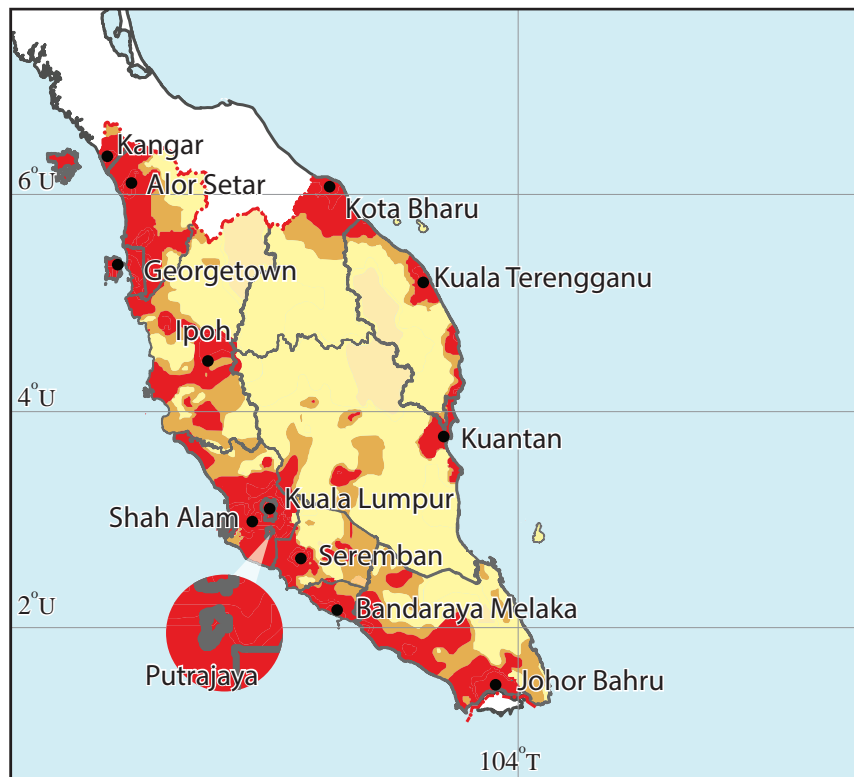 Kangar
6°U
Alor Setar
Kota Bharu
Georgetown
Kuala Terengganu
Ipoh
4°U
Kuantan
Kuala Lumpur
Shah Alam
Seremban
2°U
Bandaraya Melaka
Putrajaya
Johor Bahru
104°T